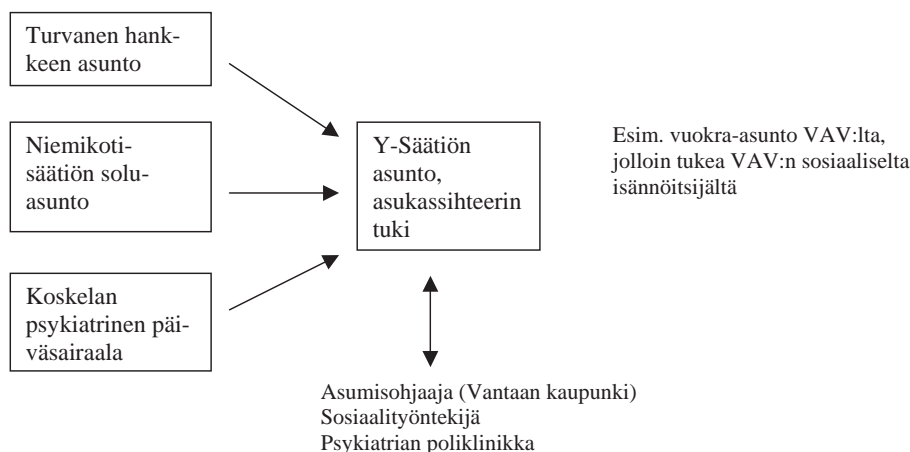 Turvanen hank-
keen asunto
Niemikoti-
säätiön solu-
asunto
Koskelan
psykiatrinen päi-
väsairaala
Y-Säätiön
asunto,
asukassihteerin
tuki
Esim. vuokra-asunto VAV:lta,
jolloin tukea VAV:n sosiaaliselta
isännöitsijältä
Asumisohjaaja (Vantaan kaupunki)
Sosiaalityöntekijä
Psykiatrian poliklinikka